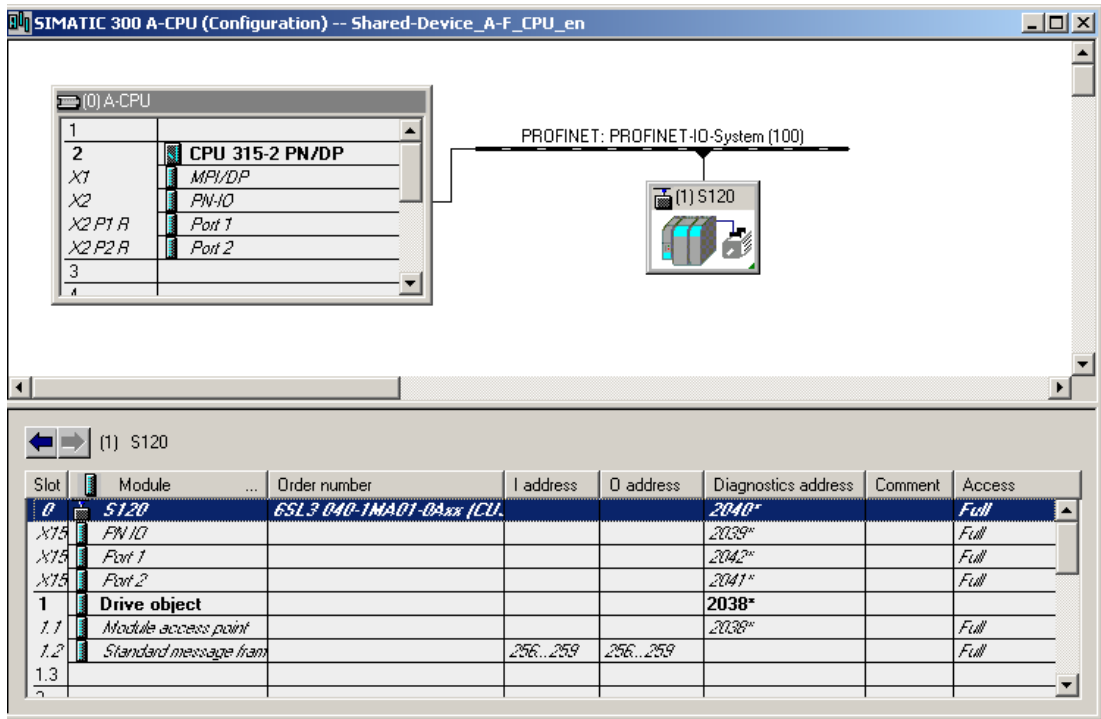 SIMATIC 300 A-CPU (Configuration) -- Shared-Device_A-F_CPU_en
(0) A-CPU
1
2 CPU 315-2 PN/DP
X1 MPI/DP
X2 PN-IO
X2 P1 R Port 1
X2 P2 R Port 2
3
4
PROFINET: PROFINET-IO-System (100)
(1) S120
(1) S120
Slot Module ... Order number I address O address Diagnostics address Comment Access
0 S120 6SL3 040-1MA01-0Axx (CU. 2040* Full
X15 PN IO 2039* Full
X15 Port 1 2042* Full
X15 Port 2 2041* Full
1 Drive object 2038*
1.1 Module access point 2038* Full
1.2 Standard message fram 256...259 256...259 Full
1.3
2